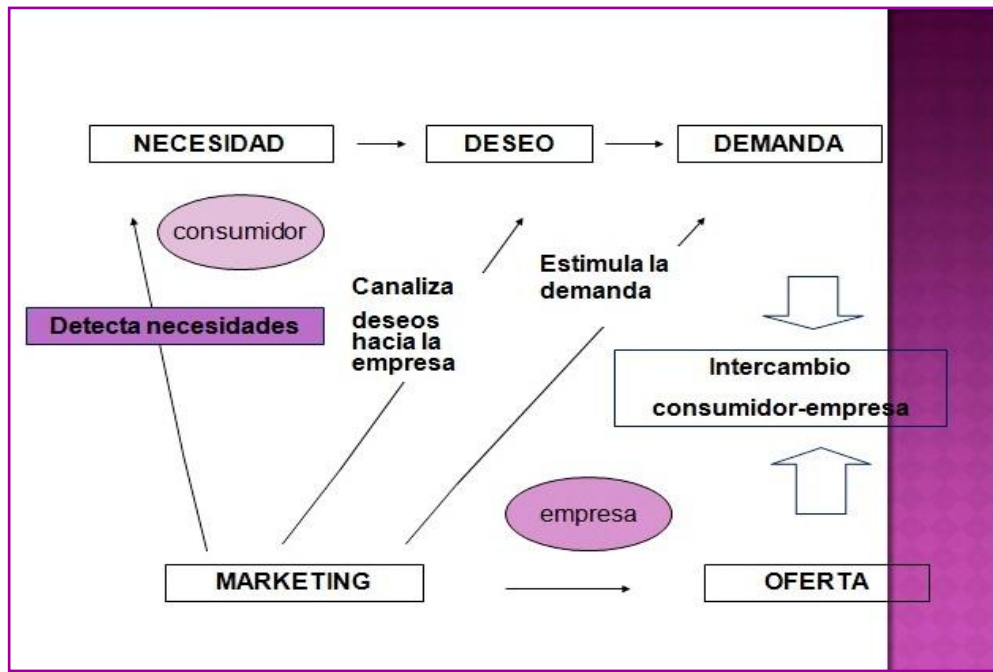 NECESIDAD
DESEO
DEMANDA
consumidor
Detecta necesidades
Canaliza
deseos
hacia la
empresa
Estimula la
demanda
Intercambio
consumidor-empresa
empresa
MARKETING
OFERTA